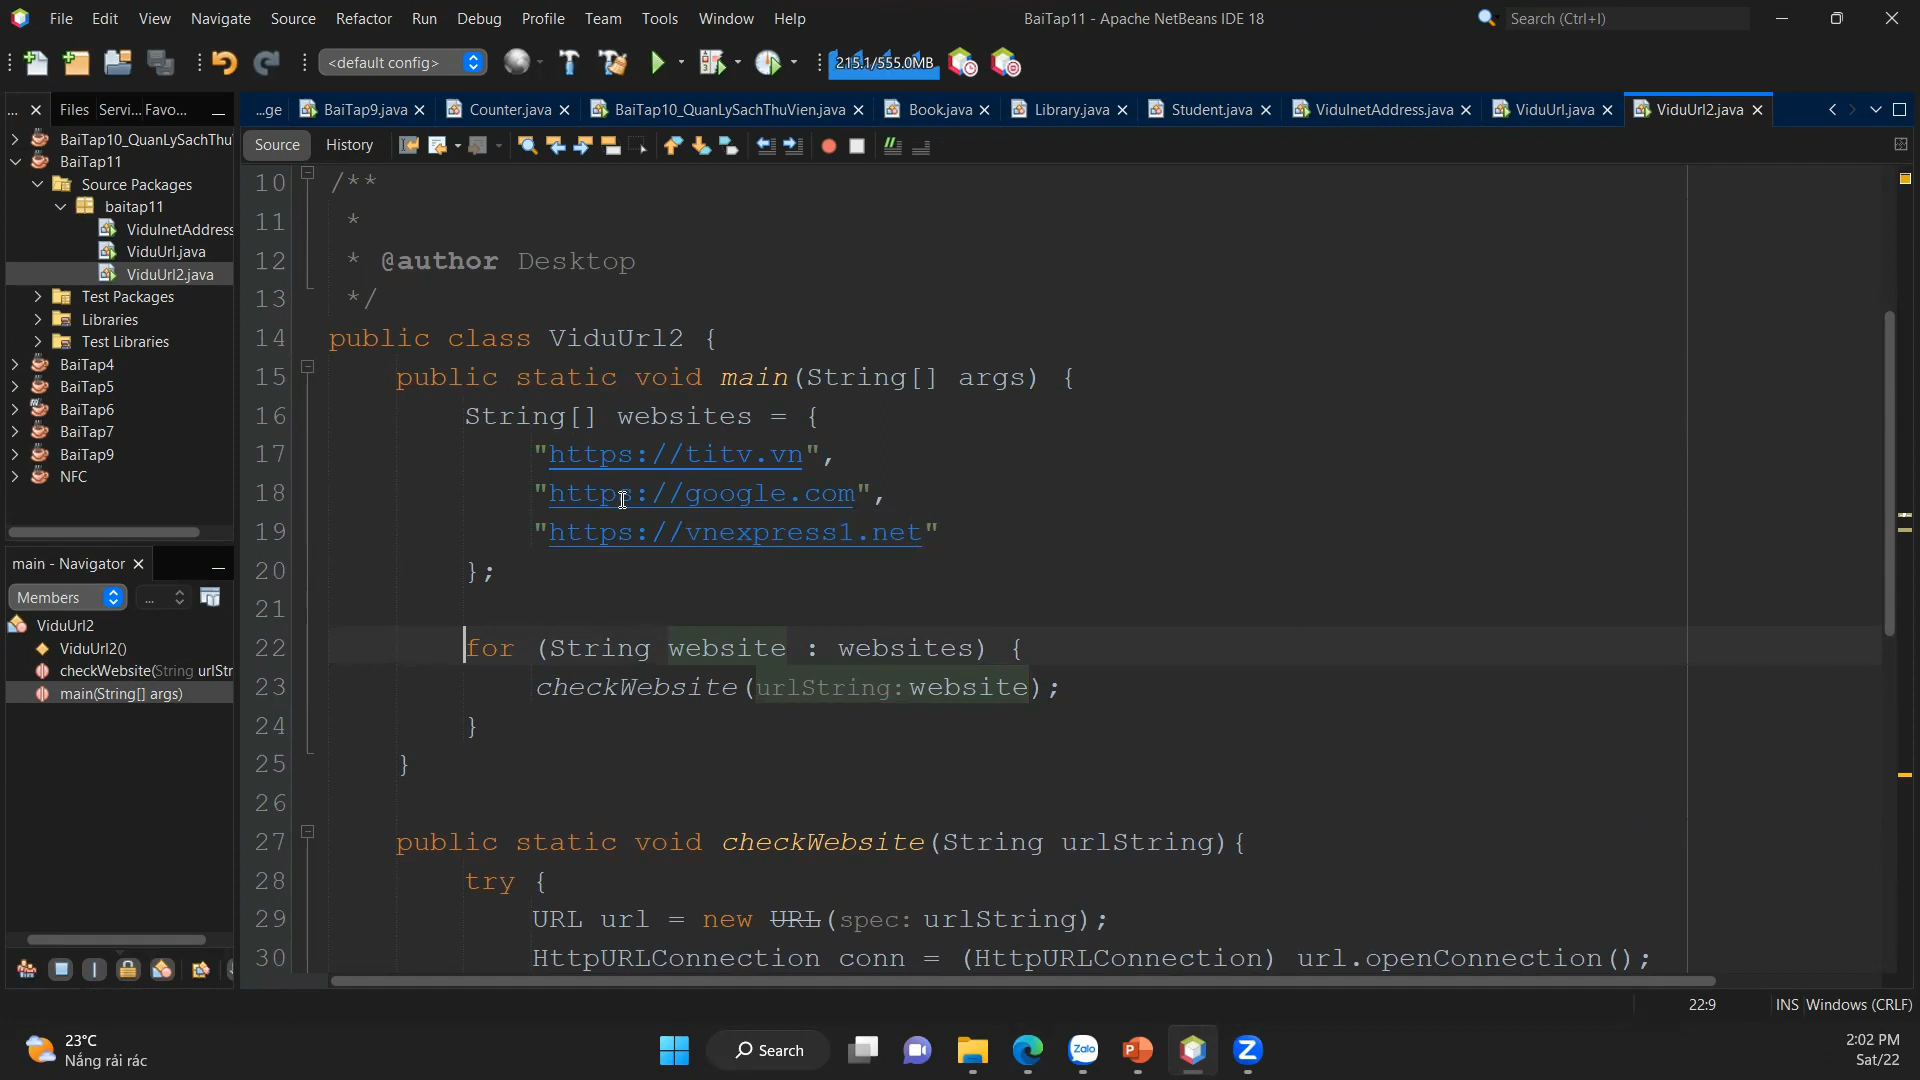 File Edit View Navigate Source Refactor Run Debug Profile Team Tools Window Help
BaiTap11 - Apache NetBeans IDE 18
Search (Ctrl+I)
<default config>
215.1/555.0MB
... Files Servi... Favo...
...ge BaiTap9.java Counter.java BaiTap10_QuanLySachThuVien.java Book.java Library.java Student.java ViduInetAddress.java ViduUrl.java ViduUrl2.java
Source History
BaiTap10_QuanLySachThu
BaiTap11
Source Packages
baitap11
ViduInetAddress
ViduUrl.java
ViduUrl2.java
Test Packages
Libraries
Test Libraries
BaiTap4
BaiTap5
BaiTap6
BaiTap7
BaiTap9
NFC
main - Navigator
Members ...
ViduUrl2
ViduUrl2()
checkWebsite(String urlStr
main(String[] args)
10 /**
11 *
12 * @author Desktop
13 */
14 public class ViduUrl2 {
15 public static void main(String[] args) {
16 String[] websites = {
17 "https://titv.vn",
18 "https://google.com",
19 "https://vnexpress1.net"
20 };
21
22 for (String website : websites) {
23 checkWebsite(urlString:website);
24 }
25 }
26
27 public static void checkWebsite(String urlString){
28 try {
29 URL url = new URL(spec:urlString);
30 HttpURLConnection conn = (HttpURLConnection) url.openConnection();
22:9 INS Windows (CRLF)
23°C
Nắng rải rác
Search
Zalo
2:02 PM
Sat/22